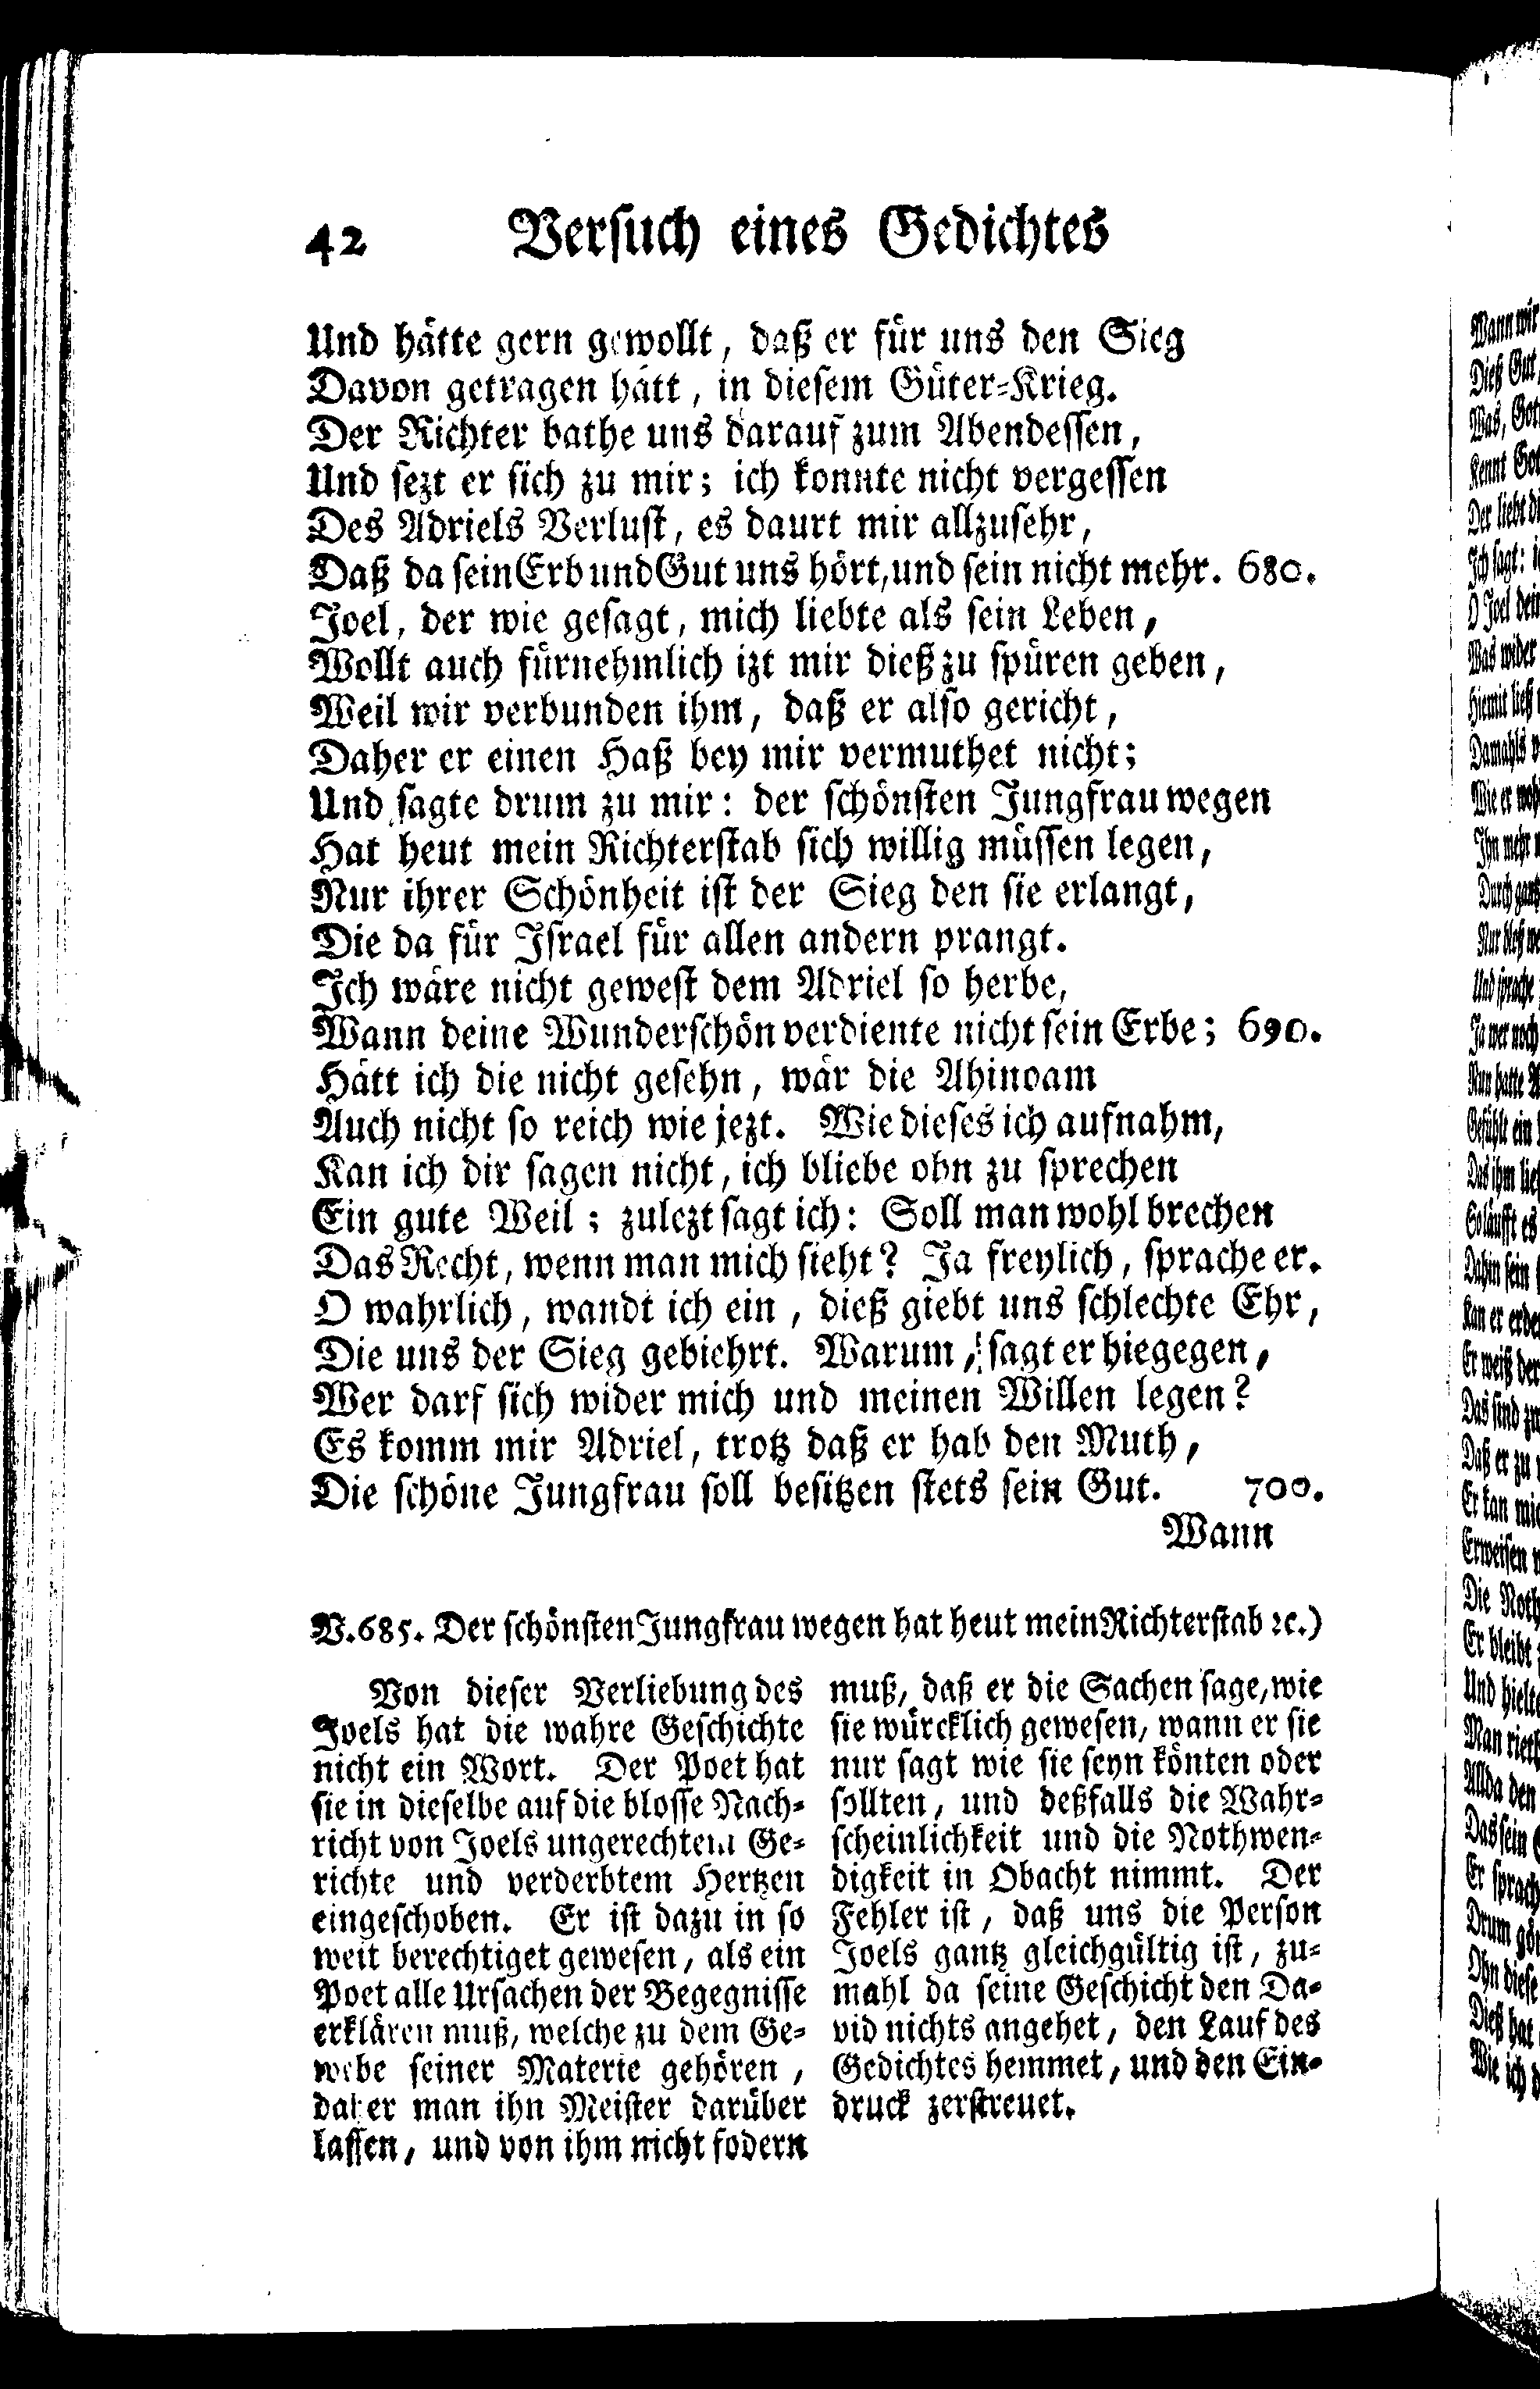 42 Versuch eines Gedichtes
Und hätte gern gewollt, daß er für uns den Sieg
Davon getragen hätt, in diesem Güter-Krieg.
Der Richter bathe uns darauf zum Abendessen,
Und sezt er sich zu mir; ich konnte nicht vergessen
Des Adriels Verlust, es daurt mir allzusehr,
Daß da sein Erb und Gut uns hört, und sein nicht mehr. 680.
Joel, der wie gesagt, mich liebte als sein Leben,
Wollt auch fürnehmlich izt mir dieß zu spüren geben,
Weil wir verbunden ihm, daß er also gericht,
Daher er einen Haß bey mir vermuthet nicht;
Und sagte drum zu mir: der schönsten Jungfrau wegen
Hat heut mein Richterstab sich willig müssen legen,
Nur ihrer Schönheit ist der Sieg den sie erlangt,
Die da für Israel für allen andern prangt.
Ich wäre nicht gewest dem Adriel so herbe,
Wann deine Wunderschön verdiente nicht sein Erbe; 690.
Hätt ich die nicht gesehn, wär die Ahinoam
Auch nicht so reich wie jezt. Wie dieses ich aufnahm,
Kan ich dir sagen nicht, ich bliebe ohn zu sprechen
Ein gute Weil; zulezt sagt ich: Soll man wohl brechen
Das Recht, wenn man mich sieht? Ja freylich, sprache er.
O wahrlich, wandt ich ein, dieß giebt uns schlechte Ehr,
Die uns der Sieg gebiehrt. Warum, sagt er hiegegen,
Wer darf sich wider mich und meinen Willen legen?
Es komm mir Adriel, trotz daß er hab den Muth,
Die schöne Jungfrau soll besitzen stets sein Gut. 700.
Wann
V. 685. Der schönsten Jungfrau wegen hat heut mein Richterstab ꝛc.)
Von dieser Verliebung des
Joels hat die wahre Geschichte
nicht ein Wort. Der Poet hat
sie in dieselbe auf die blosse Nach-
richt von Joels ungerechtem Ge-
richte und verderbtem Hertzen
eingeschoben. Er ist dazu in so
weit berechtiget gewesen, als ein
Poet alle Ursachen der Begegnisse
erklären muß, welche zu dem Ge-
webe seiner Materie gehören,
daher man ihn Meister darüber
lassen, und von ihm nicht fodern
muß, daß er die Sachen sage, wie
sie würcklich gewesen, wann er sie
nur sagt wie sie seyn könten oder
sollten, und deßfalls die Wahr-
scheinlichkeit und die Nothwen-
digkeit in Obacht nimmt. Der
Fehler ist, daß uns die Person
Joels gantz gleichgültig ist, zu-
mahl da seine Geschicht den Da-
vid nichts angehet, den Lauf des
Gedichtes hemmet, und den Ein-
druck zerstreuet.